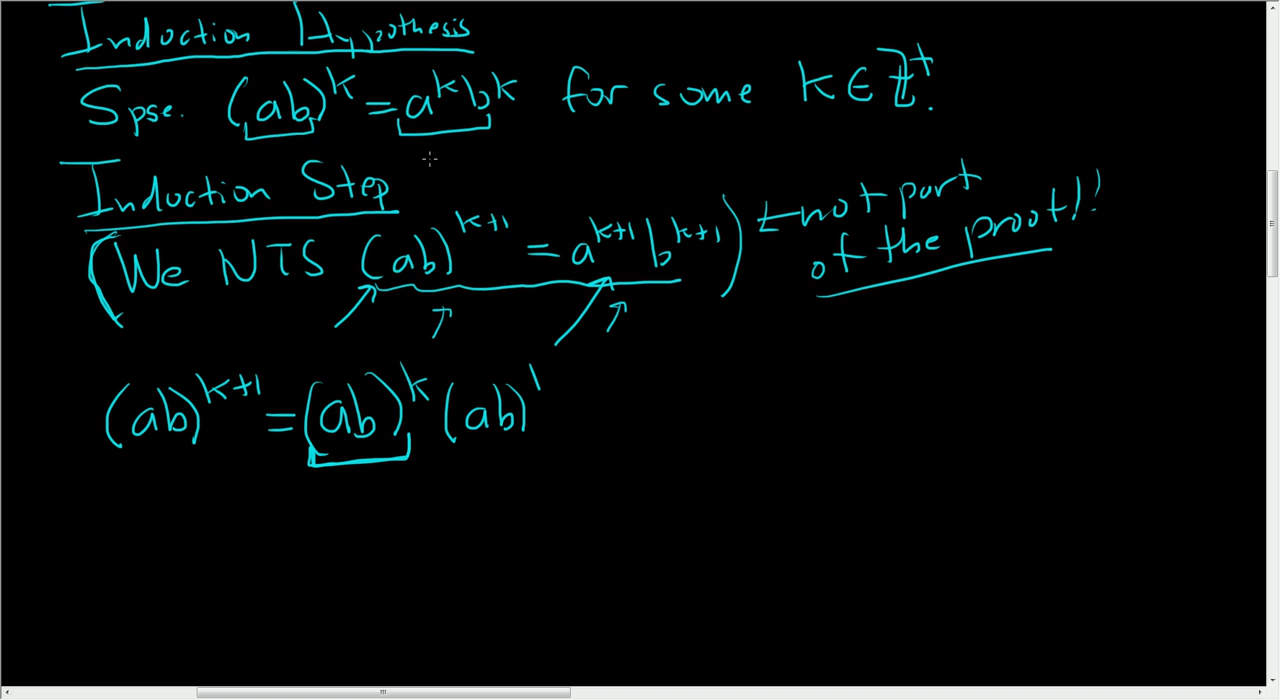 Induction Hypothesis
Spse. (ab)^k = a^k b^k for some k ∈ ℤ^+.
Induction Step
(We NTS (ab)^{k+1} = a^{k+1} b^{k+1}) ← not part
of the proof!!
(ab)^{k+1} = (ab)^k (ab)^1